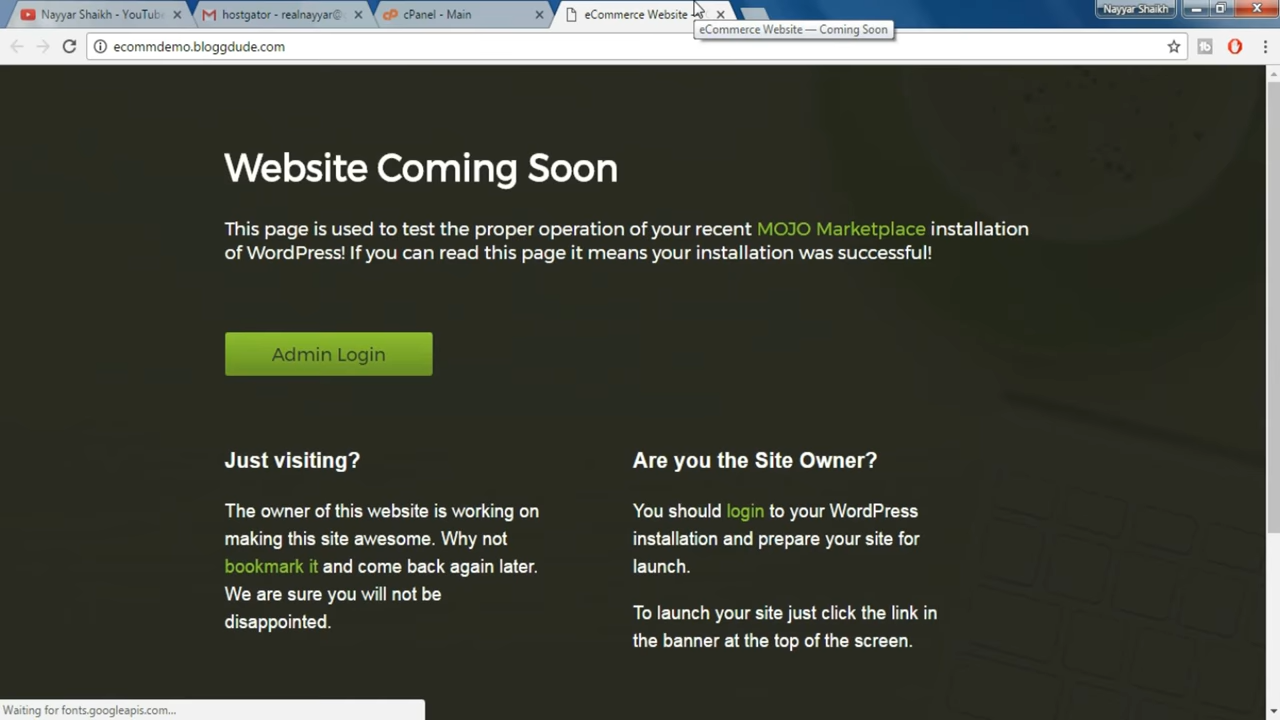 Nayyar Shaikh - YouTube
hostgator - realnayyar@
cPanel - Main
eCommerce Website
Nayyar Shaikh
eCommerce Website — Coming Soon
ecommdemo.bloggdude.com
Website Coming Soon
This page is used to test the proper operation of your recent MOJO Marketplace installation
of WordPress! If you can read this page it means your installation was successful!
Admin Login
Just visiting?
The owner of this website is working on
making this site awesome. Why not
bookmark it and come back again later.
We are sure you will not be
disappointed.
Are you the Site Owner?
You should login to your WordPress
installation and prepare your site for
launch.
To launch your site just click the link in
the banner at the top of the screen.
Waiting for fonts.googleapis.com...